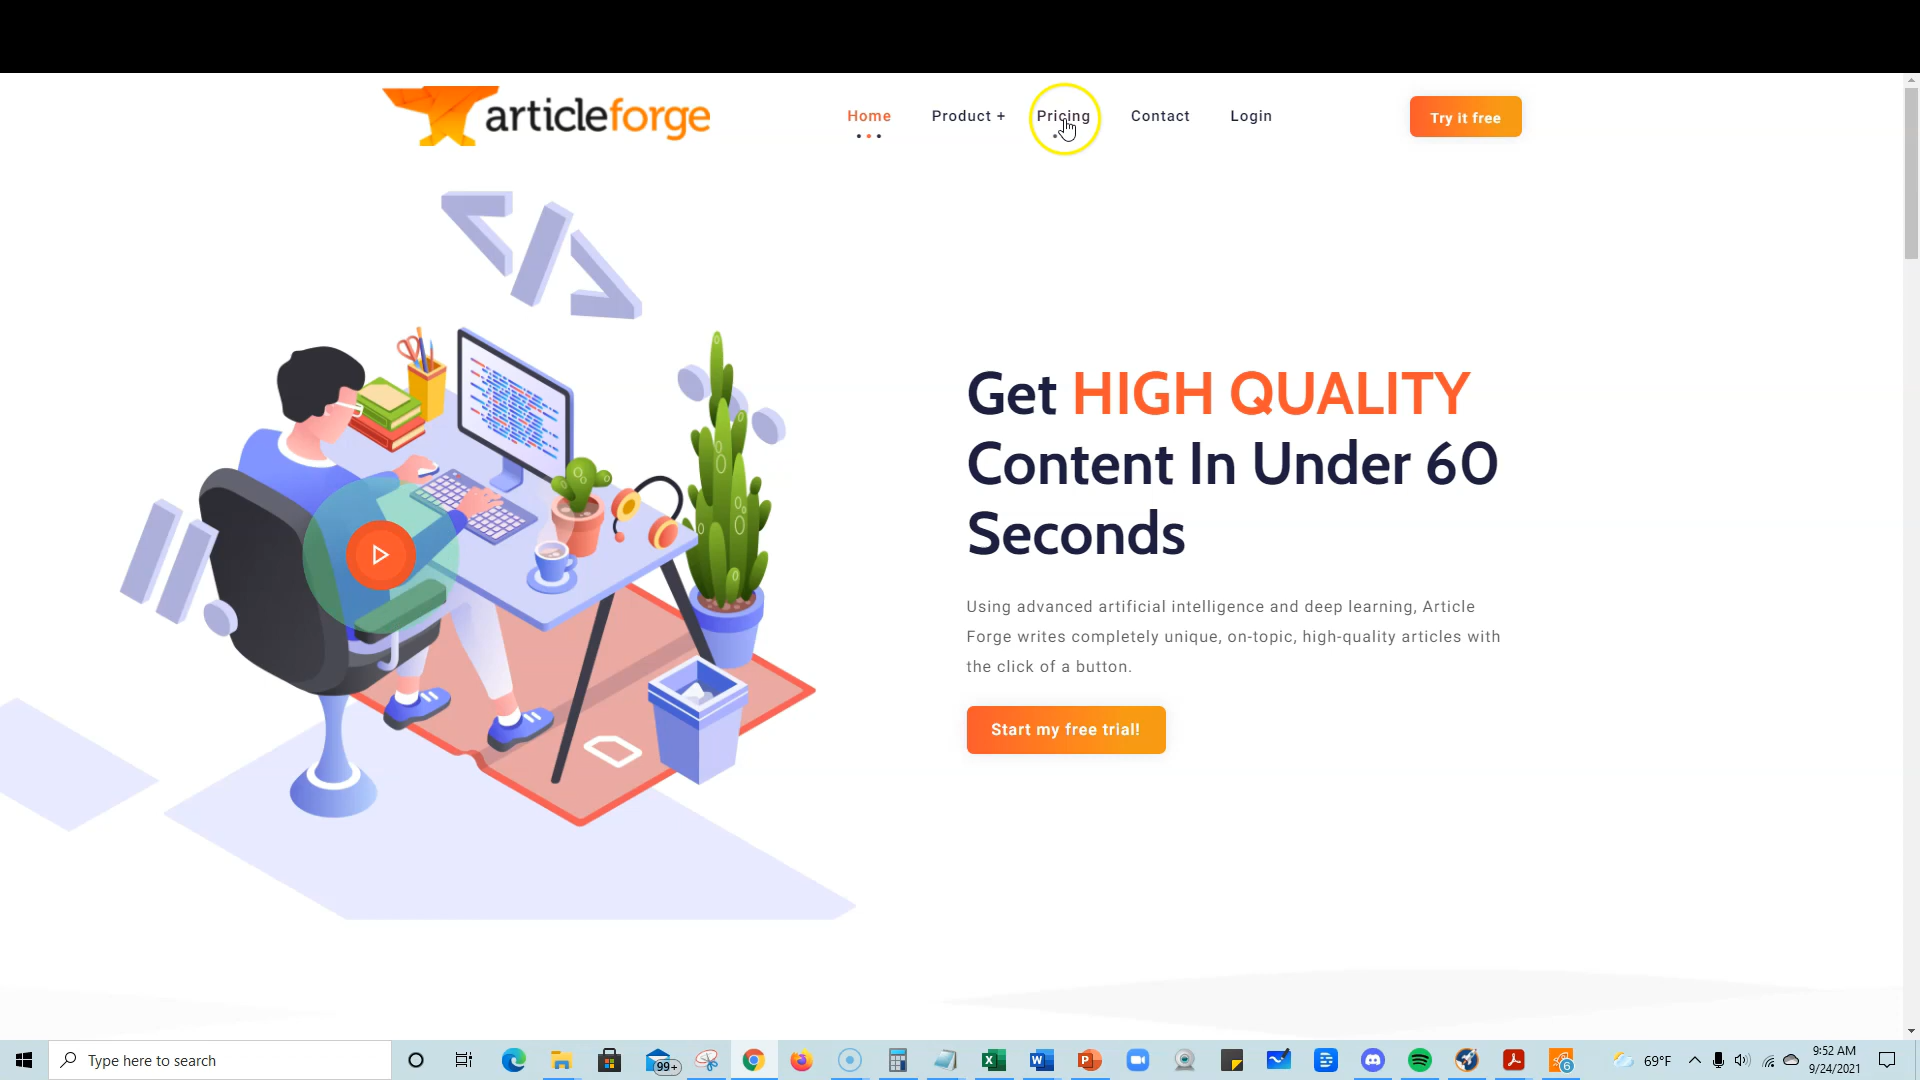 articleforge
Home Product + Pricing Contact Login
Try it free
Get HIGH QUALITY
Content In Under 60
Seconds
Using advanced artificial intelligence and deep learning, Article
Forge writes completely unique, on-topic, high-quality articles with
the click of a button.
Start my free trial!
Type here to search
99+
6
69°F
9:52 AM
9/24/2021